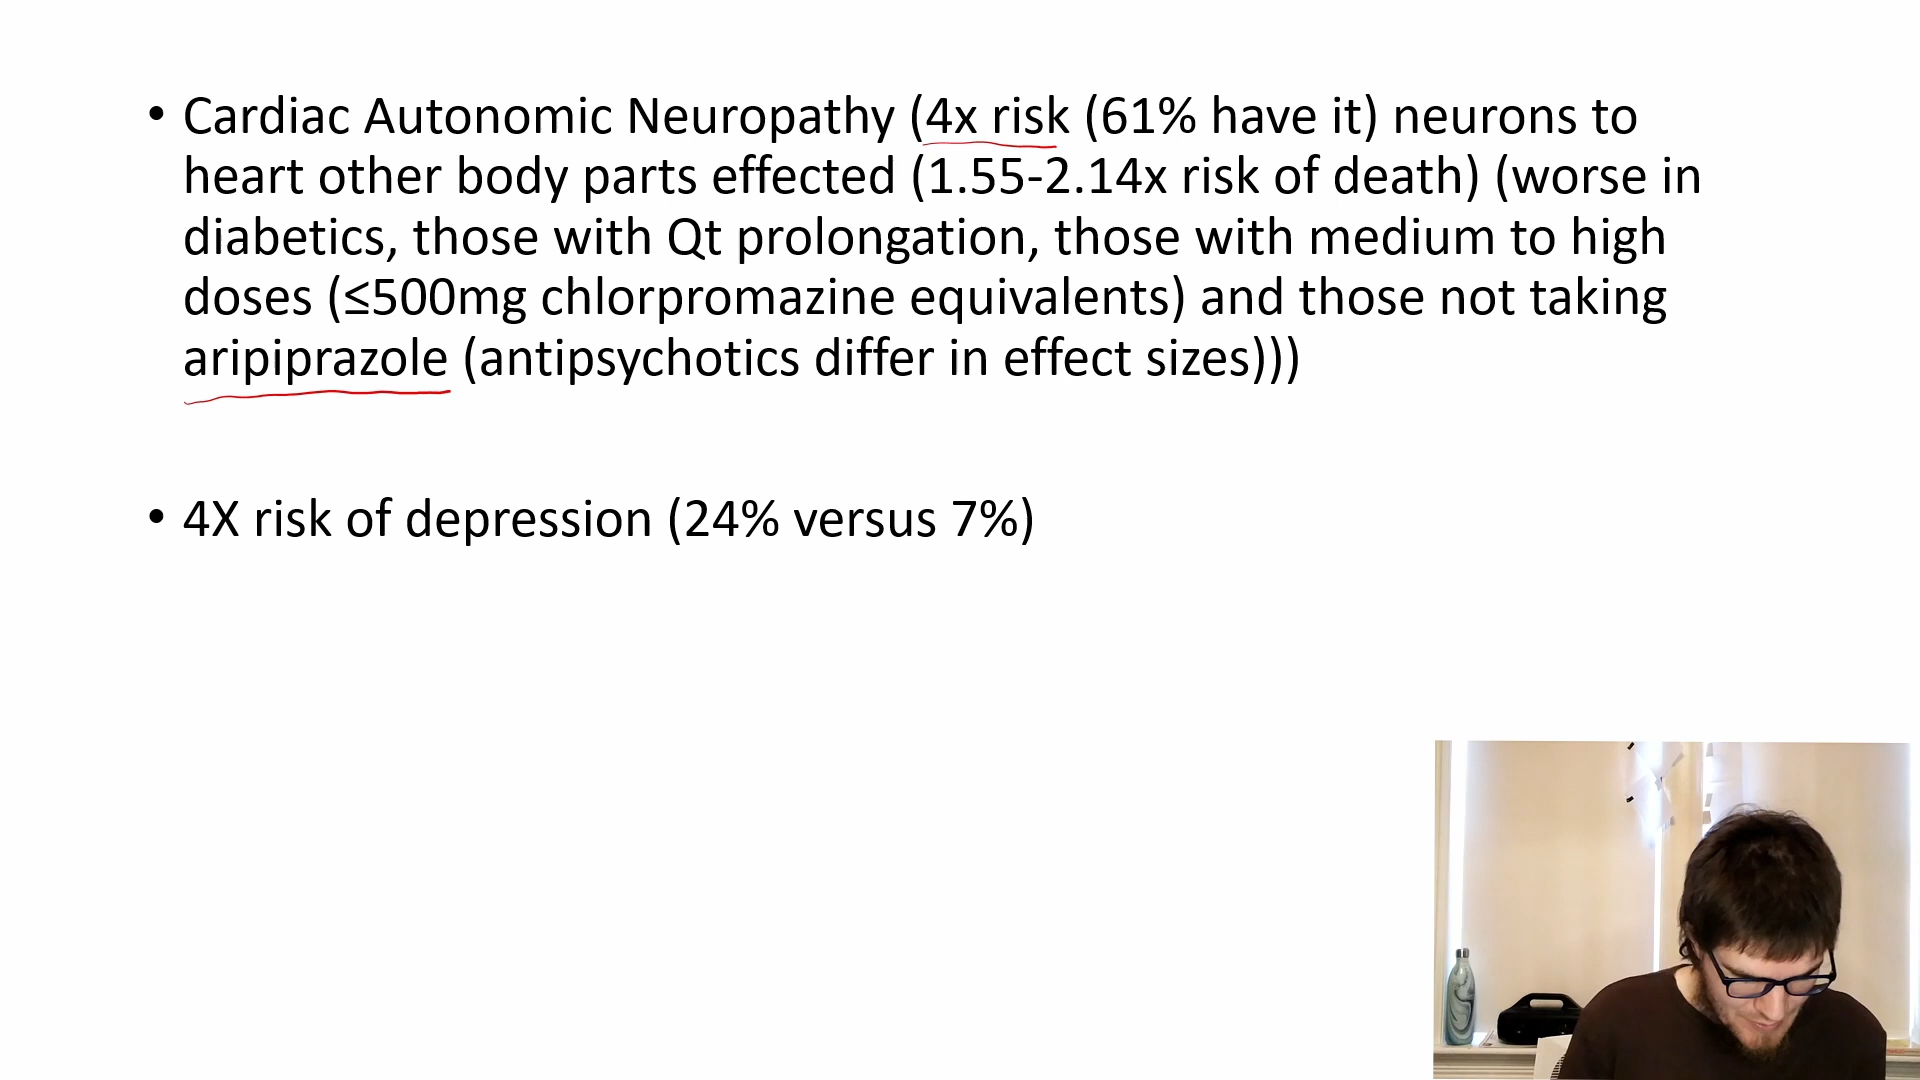 • Cardiac Autonomic Neuropathy (4x risk (61% have it) neurons to
heart other body parts effected (1.55-2.14x risk of death) (worse in
diabetics, those with Qt prolongation, those with medium to high
doses (≤500mg chlorpromazine equivalents) and those not taking
aripiprazole (antipsychotics differ in effect sizes)))
• 4X risk of depression (24% versus 7%)